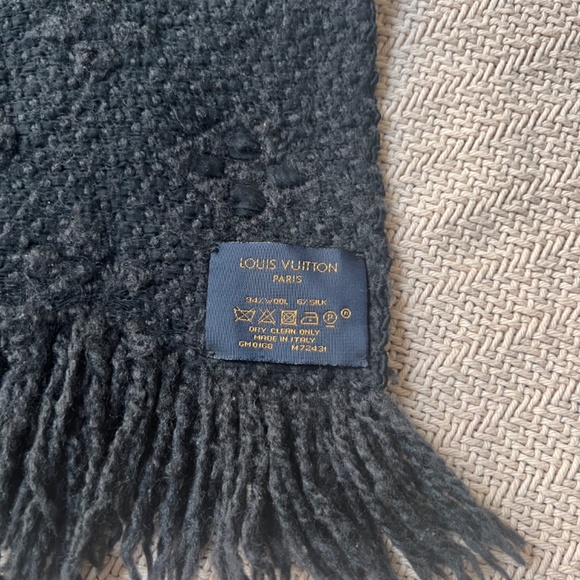 LOUIS VUITTON
PARIS
94%WOOL 6%SILK
P
DRY CLEAN ONLY
MADE IN ITALY
GM0168 M72431